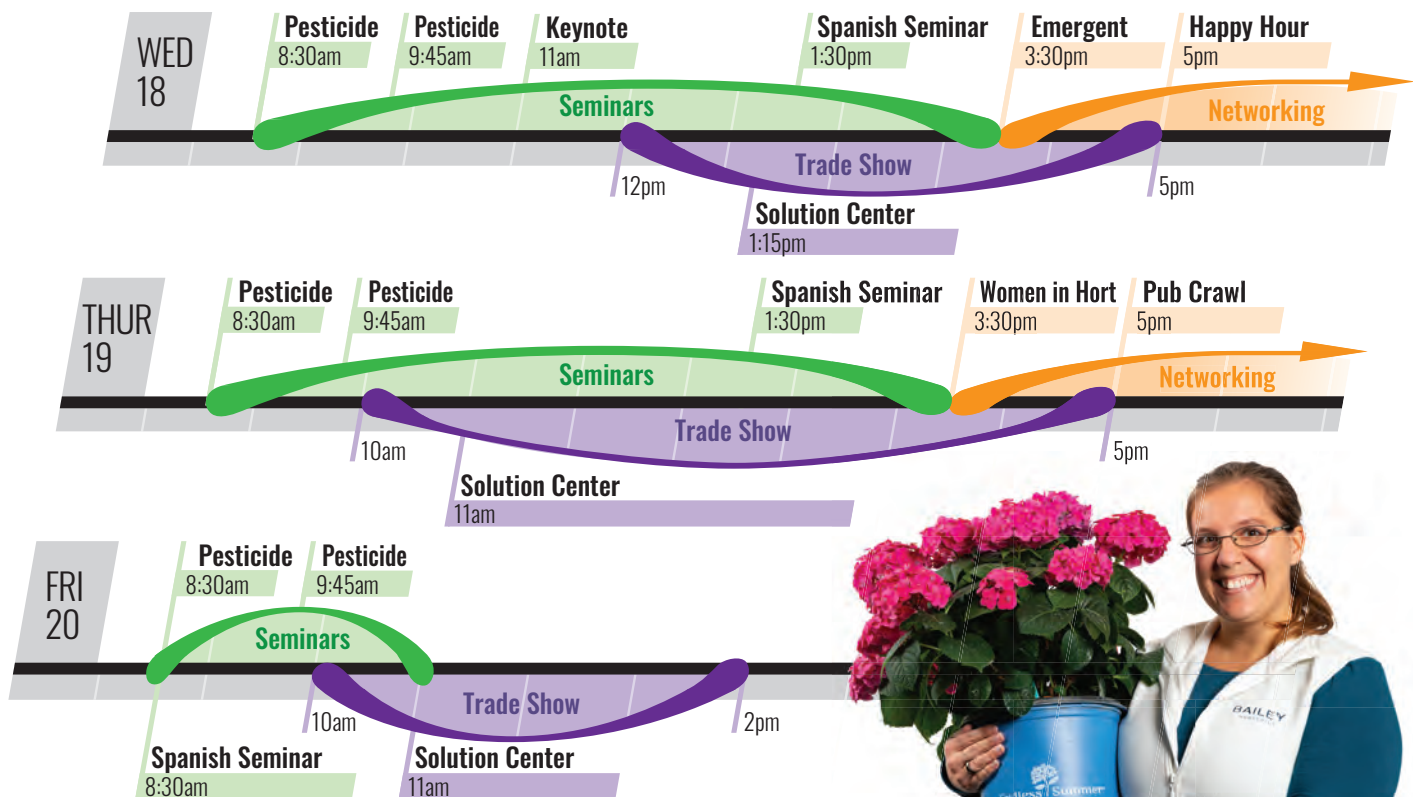 WED
18
Pesticide
8:30am
Pesticide
9:45am
Keynote
11am
Spanish Seminar
1:30pm
Emergent
3:30pm
Happy Hour
5pm
Seminars
Networking
Trade Show
12pm
5pm
Solution Center
1:15pm
THUR
19
Pesticide
8:30am
Pesticide
9:45am
Spanish Seminar
1:30pm
Women in Hort
3:30pm
Pub Crawl
5pm
Seminars
Networking
Trade Show
10am
5pm
Solution Center
11am
FRI
20
Pesticide
8:30am
Pesticide
9:45am
Seminars
Trade Show
10am
2pm
Spanish Seminar
8:30am
Solution Center
11am
BAILEY
Endless Summer